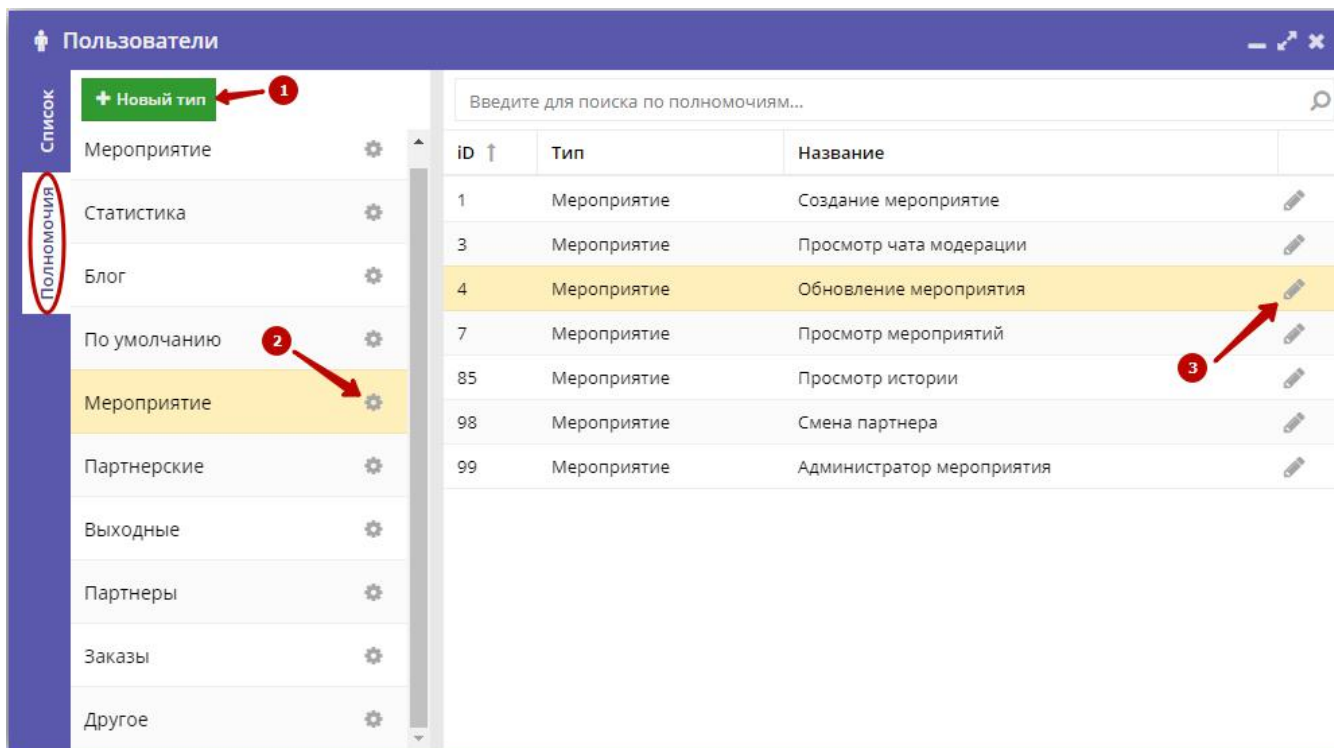 Пользователи
Список
Полномочия
+ Новый тип
1
Мероприятие
Статистика
Блог
По умолчанию
2
Мероприятие
Партнерские
Выходные
Партнеры
Заказы
Другое
Введите для поиска по полномочиям...
iD ↑ Тип Название
1 Мероприятие Создание мероприятие
3 Мероприятие Просмотр чата модерации
4 Мероприятие Обновление мероприятия
7 Мероприятие Просмотр мероприятий
3
85 Мероприятие Просмотр истории
98 Мероприятие Смена партнера
99 Мероприятие Администратор мероприятия